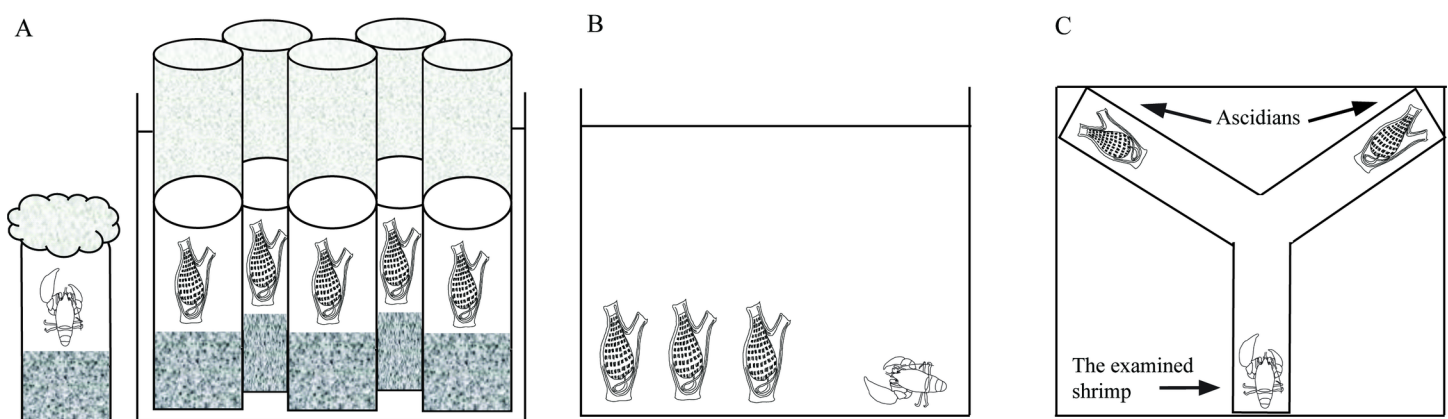 A
B
C
Ascidians
The examined
shrimp